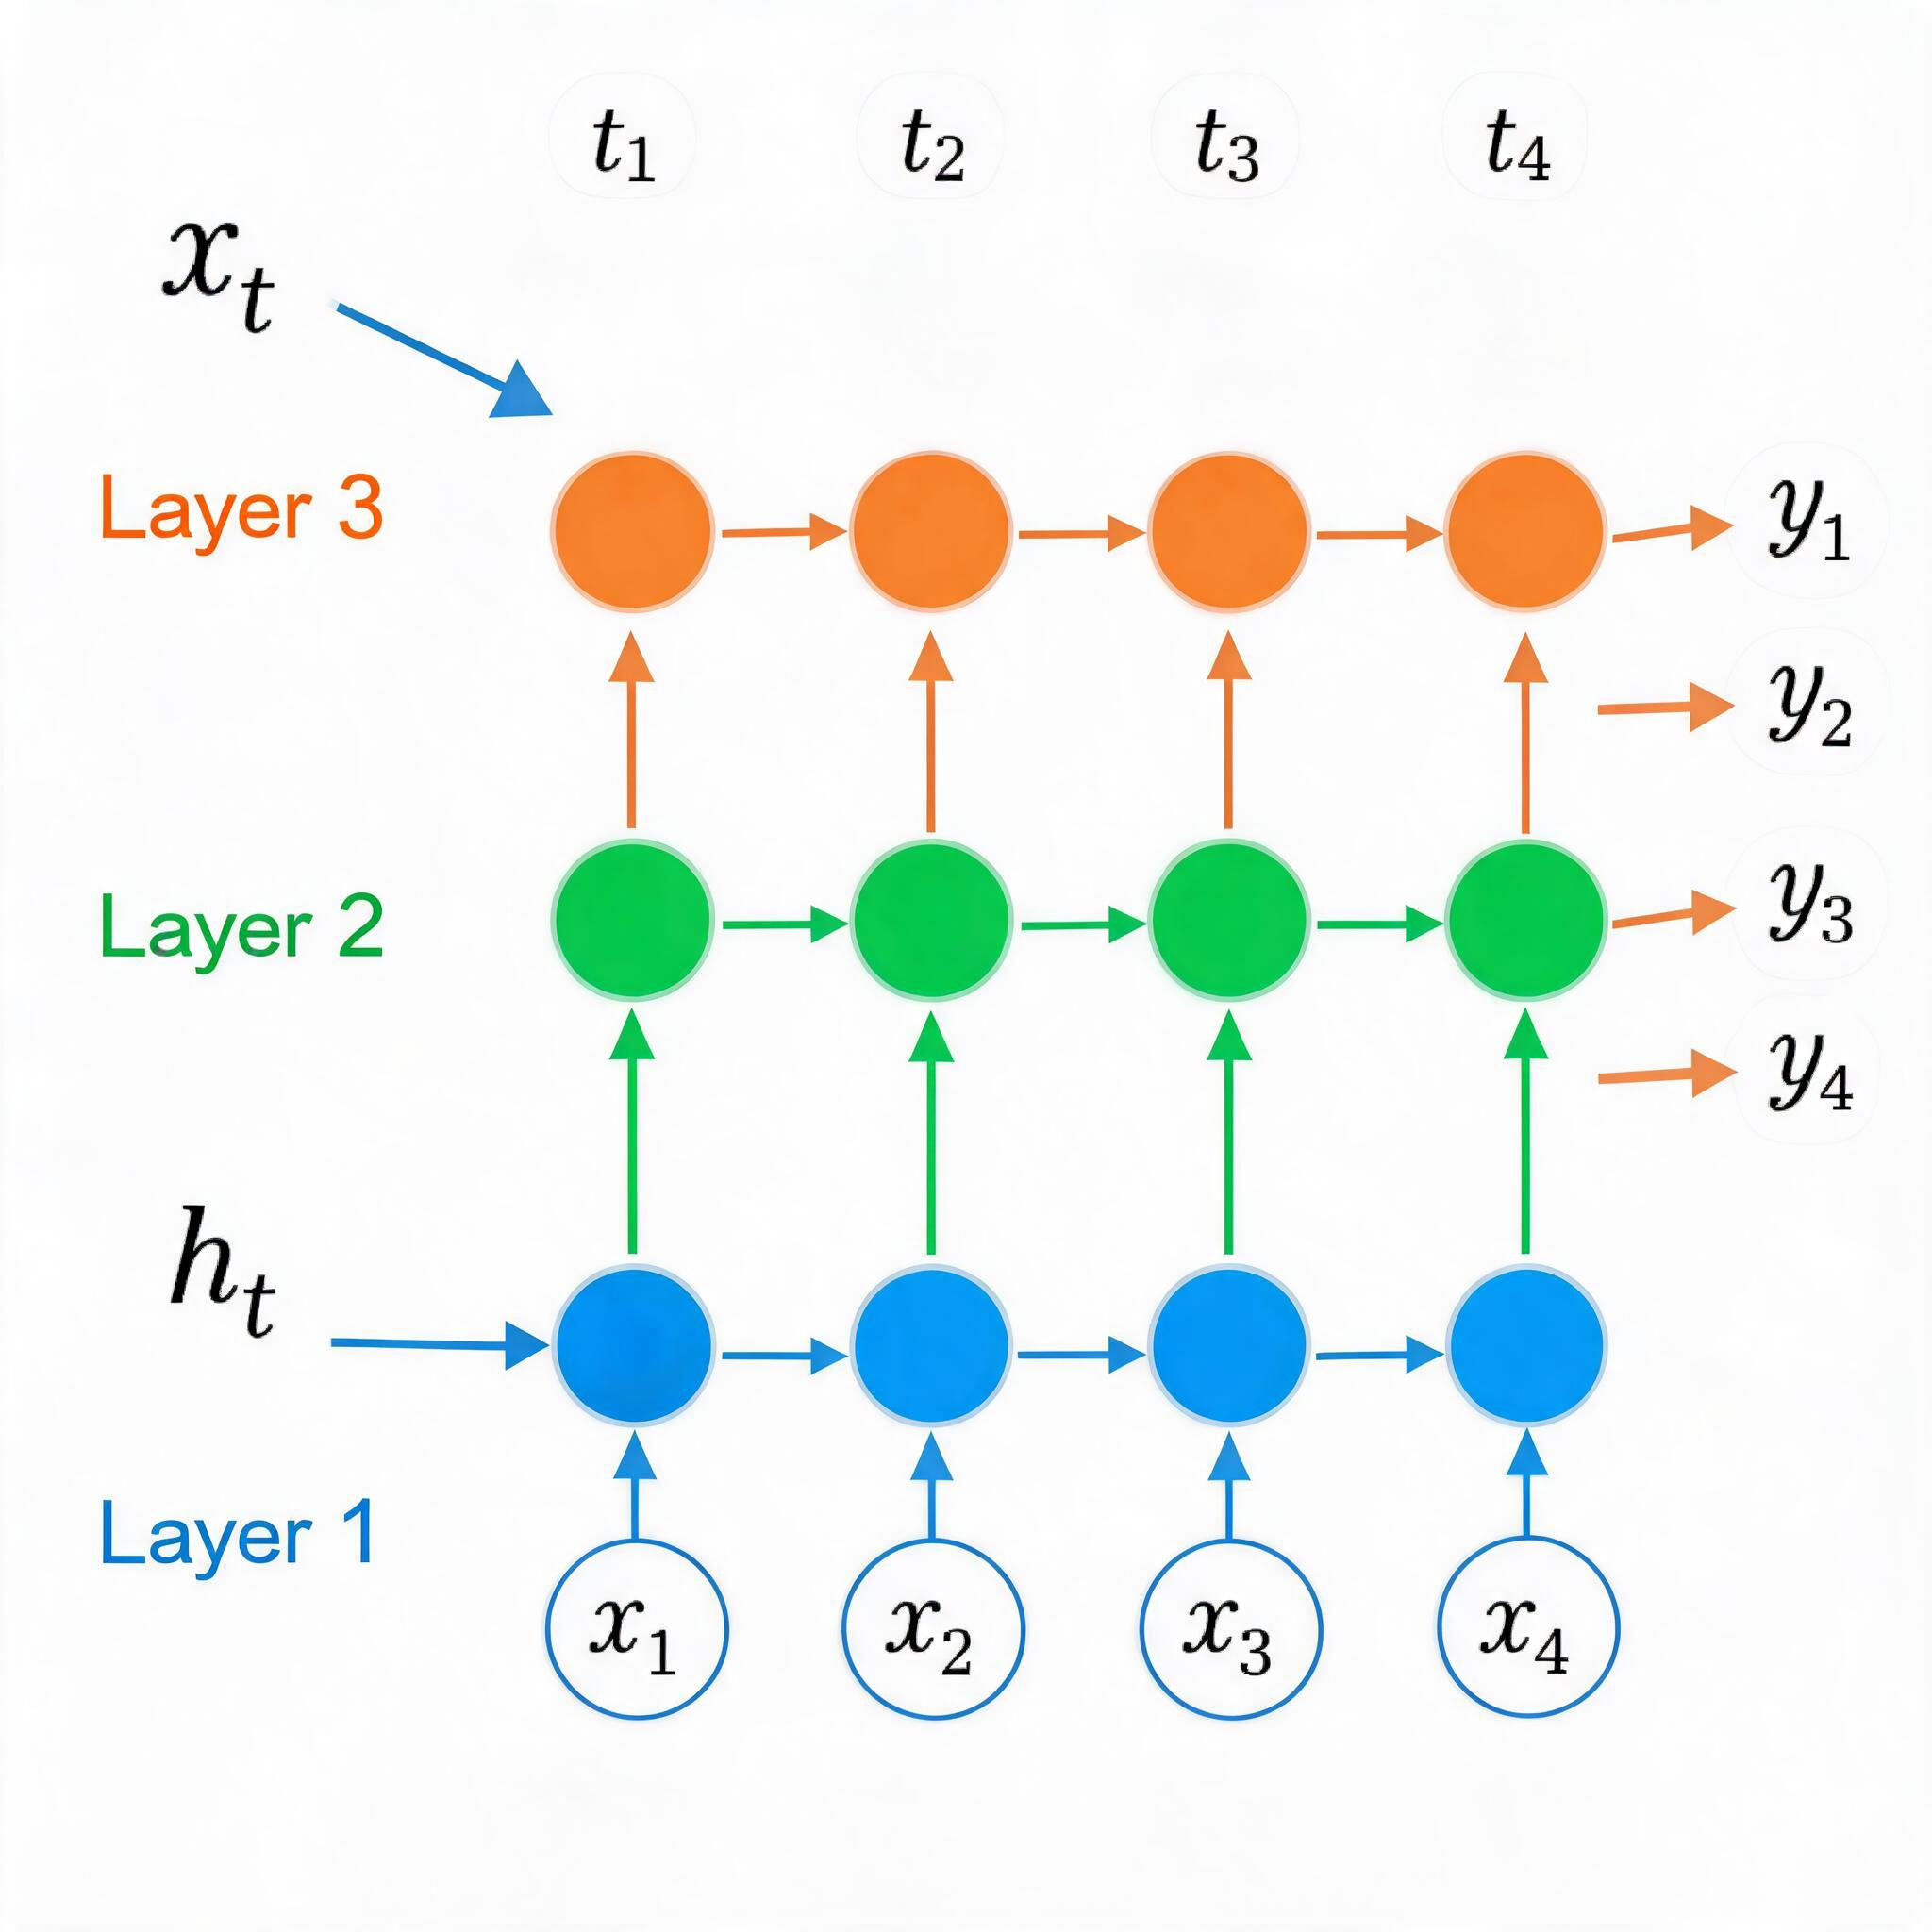 t₁ t₂ t₃ t₄
xₜ
Layer 3
y₁
y₂
Layer 2
y₃
y₄
hₜ
Layer 1
x₁ x₂ x₃ x₄